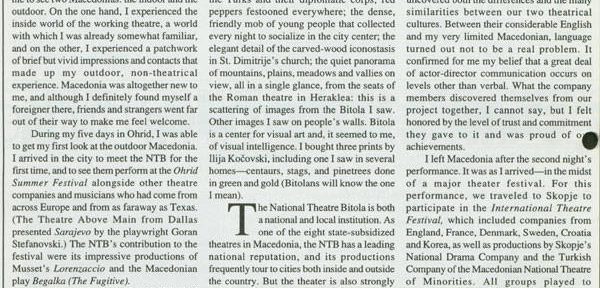 me to see two Macedonias: the indoor and the
outdoor. On the one hand, I experienced the
inside world of the working theatre, a world
with which I was already somewhat familiar,
and on the other, I experienced a patchwork
of brief but vivid impressions and contacts that
made up my outdoor, non-theatrical
experience. Macedonia was altogether new to
me, and although I definitely found myself a
foreigner there, friends and strangers went far
out of their way to make me feel welcome.
During my five days in Ohrid, I was able
to get my first look at the outdoor Macedonia.
I arrived in the city to meet the NTB for the
first time, and to see them perform at the Ohrid
Summer Festival alongside other theatre
companies and musicians who had come from
across Europe and from as faraway as Texas.
(The Theatre Above Main from Dallas
presented Sarajevo by the playwright Goran
Stefanovski.) The NTB's contribution to the
festival were its impressive productions of
Musset's Lorenzaccio and the Macedonian
play Begalka (The Fugitive).
the Turks and their diplomatic corps; red
peppers festooned everywhere; the dense,
friendly mob of young people that collected
every night to socialize in the city center; the
elegant detail of the carved-wood iconostasis
in St. Dimitrije's church; the quiet panorama
of mountains, plains, meadows and vallies on
view, all in a single glance, from the seats of
the Roman theatre in Heraklea: this is a
scattering of images from the Bitola I saw.
Other images I saw on people's walls. Bitola
is a center for visual art and, it seemed to me,
of visual intelligence. I bought three prints by
Ilija Kočovski, including one I saw in several
homes—centaurs, stags, and pinetrees done
in green and gold (Bitolans will know the one
I mean).
The National Theatre Bitola is both
a national and local institution. As
one of the eight state-subsidized
theatres in Macedonia, the NTB has a leading
national reputation, and its productions
frequently tour to cities both inside and outside
the country. But the theater is also strongly
uncovered both the differences and the many
similarities between our two theatrical
cultures. Between their considerable English
and my very limited Macedonian, language
turned out not to be a real problem. It
confirmed for me my belief that a great deal
of actor-director communication occurs on
levels other than verbal. What the company
members discovered themselves from our
project together, I cannot say, but I felt
honored by the level of trust and commitment
they gave to it and was proud of our
achievements.
I left Macedonia after the second night's
performance. It was as I arrived—in the midst
of a major theater festival. For this
performance, we traveled to Skopje to
participate in the International Theatre
Festival, which included companies from
England, France, Denmark, Sweden, Croatia
and Korea, as well as productions by Skopje's
National Drama Company and the Turkish
Company of the Macedonian National Theatre
of Minorities. All groups played to